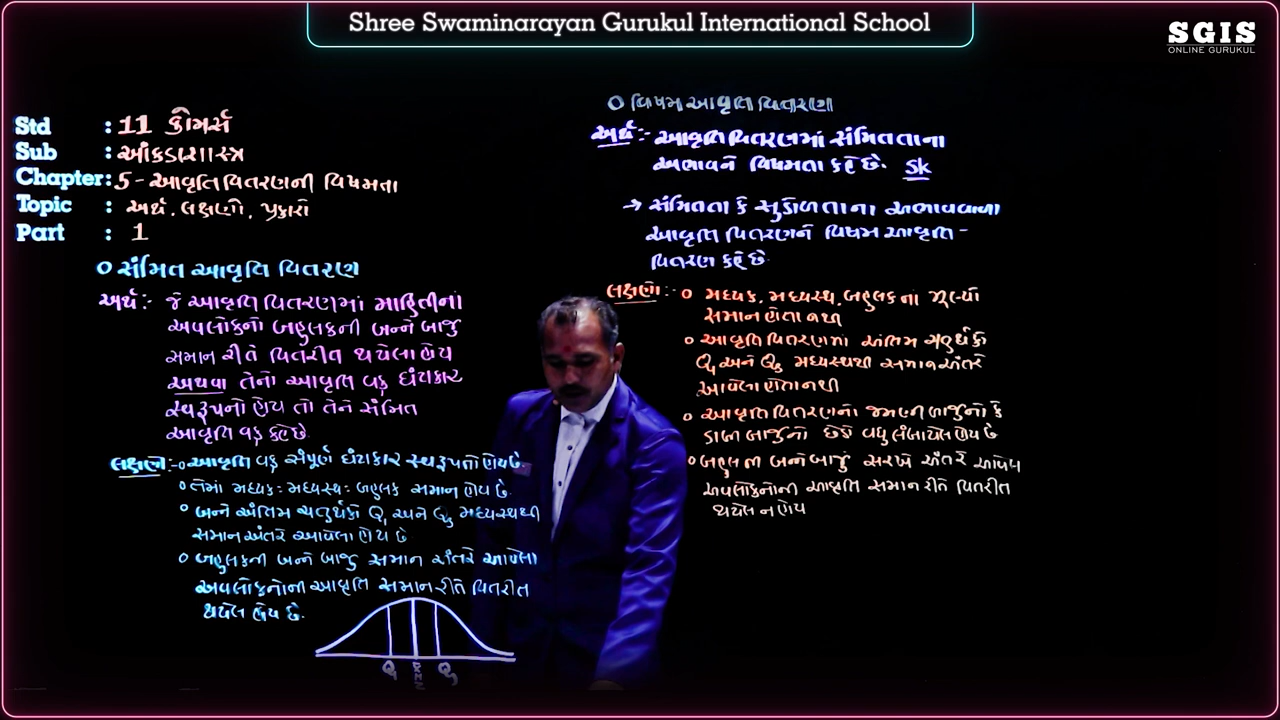 Shree Swaminarayan Gurukul International School
SGIS
ONLINE GURUKUL
Std : 11 કોમર્સ
Sub : આંકડાશાસ્ત્ર
Chapter: 5 - આવૃત્તિ વિતરણની વિષમતા
Topic : અર્થ, લક્ષણો, પ્રકારો
Part : 1
○ સંમિત આવૃત્તિ વિતરણ
અર્થ :- જે આવૃત્તિ વિતરણમાં માહિતીનાં
અવલોકનો બહુલકની બન્ને બાજુ
સમાન રીતે વિતરીત થયેલા હોય
અથવા તેનો આવૃત્તિ વક્ર ઘંટાકાર
સ્વરૂપનો હોય તો તેને સંમિત
આવૃત્તિ વક્ર કહે છે.
લક્ષણો :- ○ આવૃત્તિ વક્ર સંપૂર્ણ ઘંટાકાર સ્વરૂપનો હોય છે.
○ તેમાં મધ્યક = મધ્યસ્થ = બહુલક સમાન હોય છે.
○ બન્ને અંતિમ ચતુર્થકો Q₁ અને Q₃ મધ્યસ્થથી
સમાન અંતરે આવેલા હોય છે
○ બહુલકની બન્ને બાજુ સમાન અંતરે આવેલા
અવલોકનોની આવૃત્તિ સમાન રીતે વિતરીત
થયેલ હોય છે.
Q₁ Q₃
○ વિષમ આવૃત્તિ વિતરણ
અર્થ :- આવૃત્તિ વિતરણમાં સંમિતતાના
અભાવને વિષમતા કહે છે. Sk
→ સંમિતતા કે સુડોળતાના અભાવવાળા
આવૃત્તિ વિતરણને વિષમ આવૃત્તિ -
વિતરણ કહે છે
લક્ષણો :- ○ મધ્યક, મધ્યસ્થ, બહુલકનાં મૂલ્યો
સમાન હોતા નથી
○ આવૃત્તિ વિતરણમાં અંતિમ ચતુર્થકો
Q₁ અને Q₃ મધ્યસ્થથી સમાન અંતરે
આવેલા હોતા નથી
○ આવૃત્તિ વિતરણનો જમણી બાજુનો કે
ડાબી બાજુનો છેડો વધુ લંબાયેલ હોય છે
○ બહુલકની બન્ને બાજું સરખે અંતરે આવેલ
અવલોકનોની આવૃત્તિ સમાન રીતે વિતરીત
થયેલ ન હોય